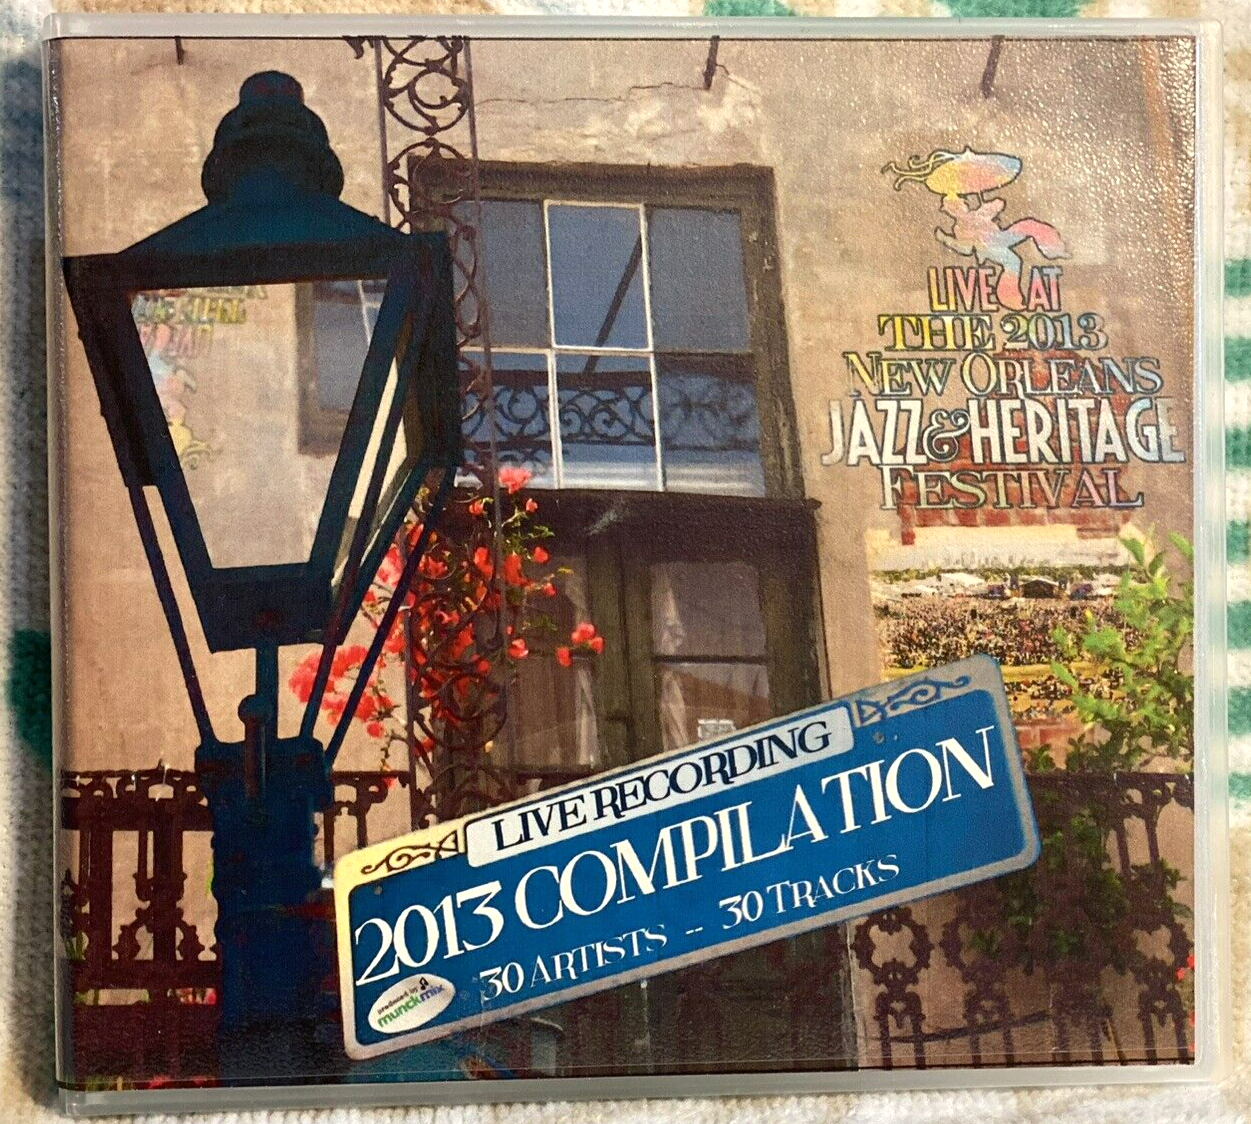 LIVE AT
THE 2013
NEW ORLEANS
JAZZ & HERITAGE
FESTIVAL
LIVE RECORDING
2013 COMPILATION
30 ARTISTS -- 30 TRACKS
produced by
munckmix